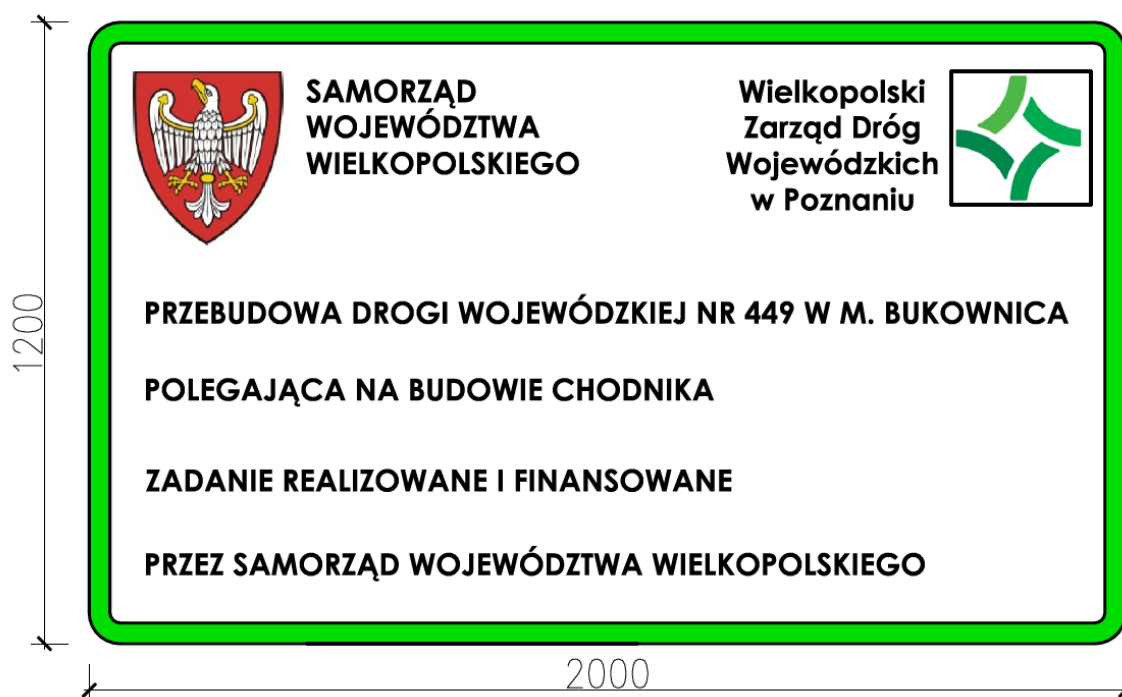 SAMORZĄD
WOJEWÓDZTWA
WIELKOPOLSKIEGO
Wielkopolski
Zarząd Dróg
Wojewódzkich
w Poznaniu
PRZEBUDOWA DROGI WOJEWÓDZKIEJ NR 449 W M. BUKOWNICA
POLEGAJĄCA NA BUDOWIE CHODNIKA
ZADANIE REALIZOWANE I FINANSOWANE
PRZEZ SAMORZĄD WOJEWÓDZTWA WIELKOPOLSKIEGO
1200
2000